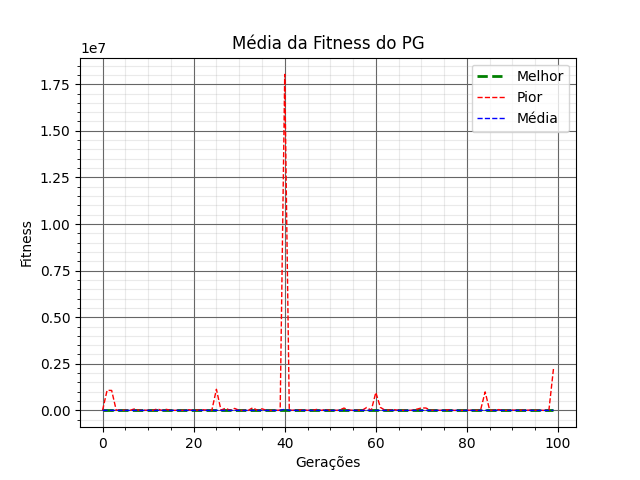 Média da Fitness do PG
1e7
1.75
1.50
1.25
1.00
0.75
0.50
0.25
0.00
Fitness
0 20 40 60 80 100
Gerações
Melhor
Pior
Média